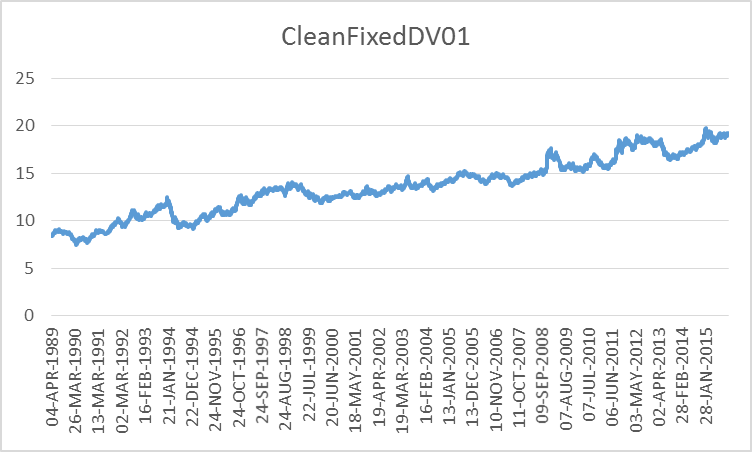 CleanFixedDV01
25
20
15
10
5
0
04-APR-1989
26-MAR-1990
13-MAR-1991
02-MAR-1992
16-FEB-1993
21-JAN-1994
22-DEC-1994
24-NOV-1995
24-OCT-1996
24-SEP-1997
24-AUG-1998
22-JUL-1999
20-JUN-2000
18-MAY-2001
19-APR-2002
19-MAR-2003
16-FEB-2004
13-JAN-2005
13-DEC-2005
10-NOV-2006
11-OCT-2007
09-SEP-2008
07-AUG-2009
07-JUL-2010
06-JUN-2011
03-MAY-2012
02-APR-2013
28-FEB-2014
28-JAN-2015